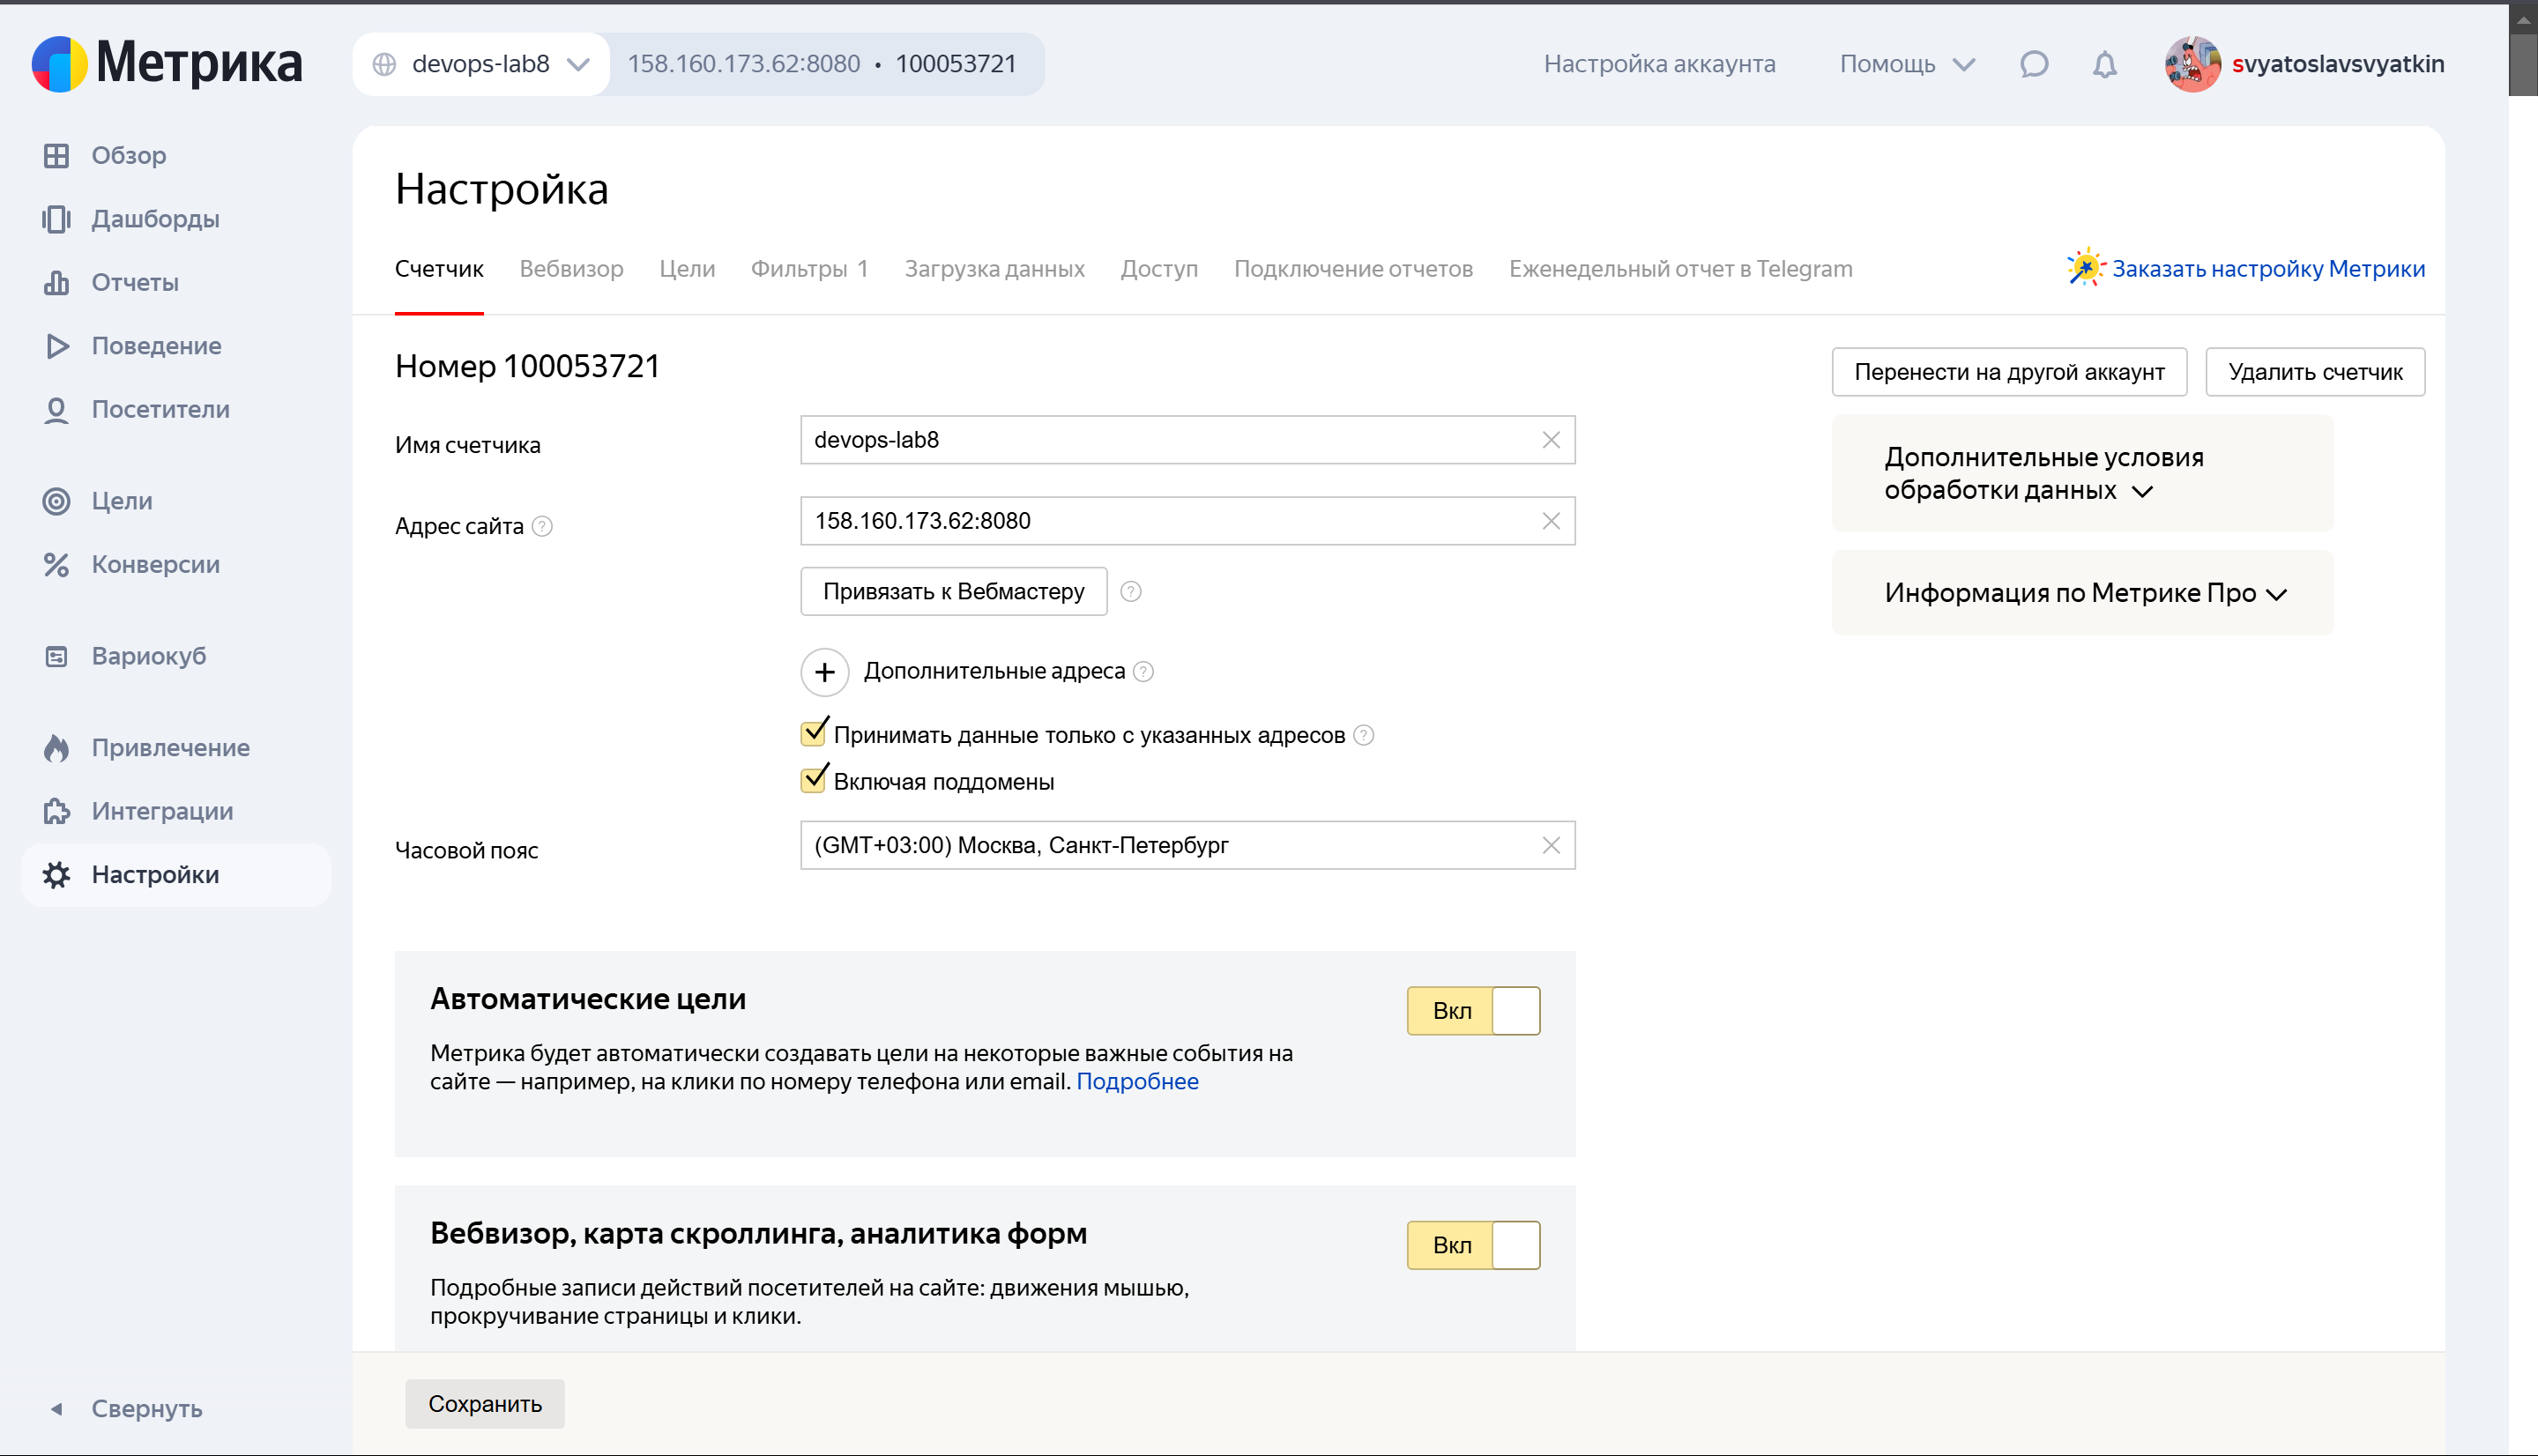 Метрика
devops-lab8
158.160.173.62:8080 • 100053721
Настройка аккаунта
Помощь
svyatoslavsvyatkin
Обзор
Дашборды
Отчеты
Поведение
Посетители
Цели
Конверсии
Вариокуб
Привлечение
Интеграции
Настройки
Свернуть
Настройка
Счетчик
Вебвизор
Цели
Фильтры 1
Загрузка данных
Доступ
Подключение отчетов
Еженедельный отчет в Telegram
Заказать настройку Метрики
Номер 100053721
Перенести на другой аккаунт
Удалить счетчик
Имя счетчика
devops-lab8
Адрес сайта ?
158.160.173.62:8080
Привязать к Вебмастеру ?
+ Дополнительные адреса ?
Принимать данные только с указанных адресов ?
Включая поддомены
Часовой пояс
(GMT+03:00) Москва, Санкт-Петербург
Дополнительные условия
обработки данных
Информация по Метрике Про
Автоматические цели
Вкл
Метрика будет автоматически создавать цели на некоторые важные события на
сайте — например, на клики по номеру телефона или email. Подробнее
Вебвизор, карта скроллинга, аналитика форм
Вкл
Подробные записи действий посетителей на сайте: движения мышью,
прокручивание страницы и клики.
Сохранить